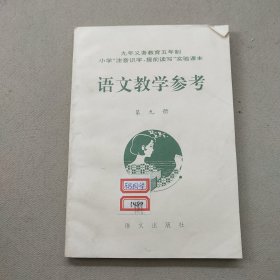 九年义务教育五年制
小学“注音识字，提前读写”实验课本
语文教学参考
第九册
语文出版社